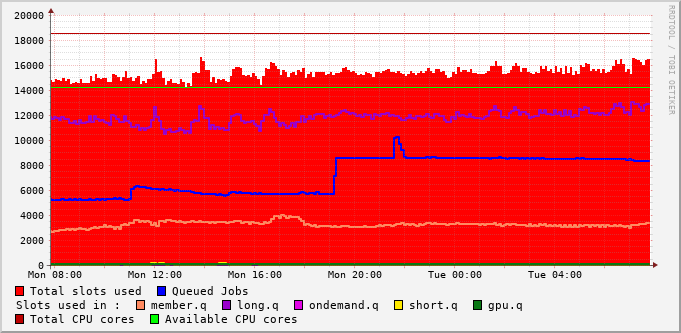 20000
18000
16000
14000
12000
10000
8000
6000
4000
2000
0
Mon 08:00 Mon 12:00 Mon 16:00 Mon 20:00 Tue 00:00 Tue 04:00
Total slots used Queued Jobs
Slots used in : member.q long.q ondemand.q short.q gpu.q
Total CPU cores Available CPU cores
RRDTOOL / TOBI OETIKER